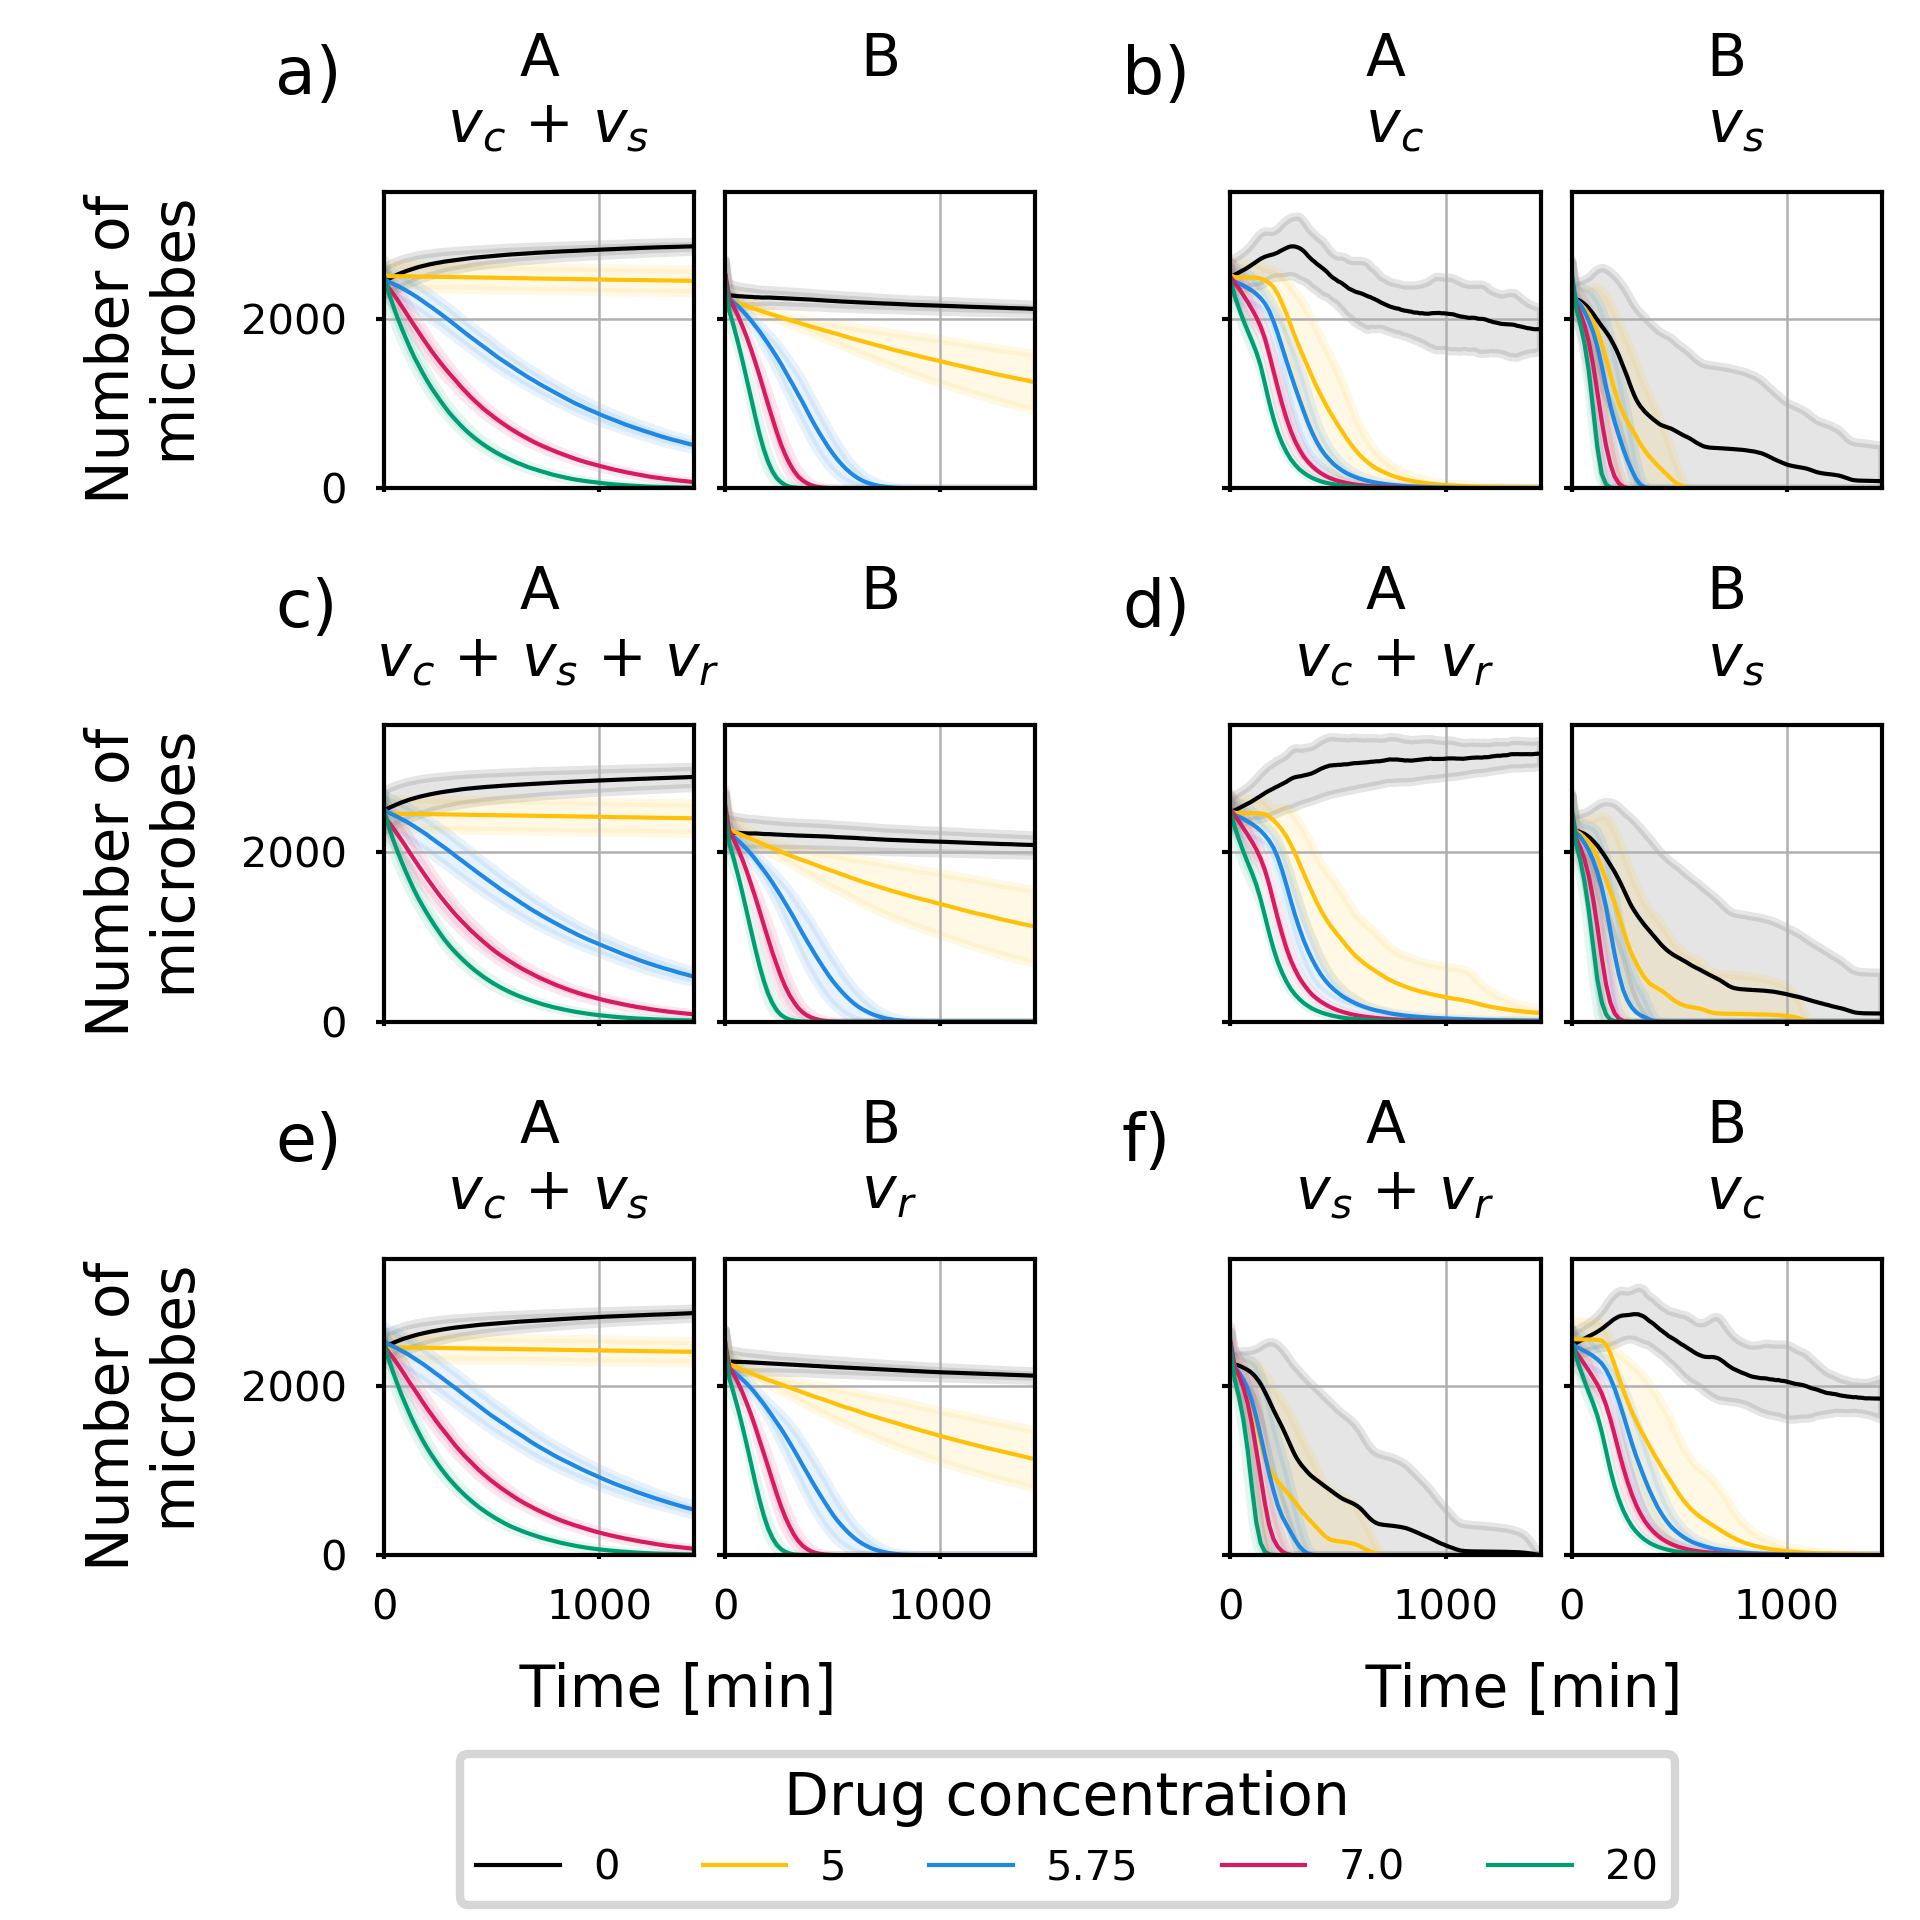 a) A B
v_c + v_s
b) A B
v_c v_s
Number of
microbes
2000
0
c) A B
v_c + v_s + v_r
d) A B
v_c + v_r v_s
Number of
microbes
2000
0
e) A B
v_c + v_s v_r
f) A B
v_s + v_r v_c
Number of
microbes
2000
0
0 1000 0 1000 0 1000 0 1000
Time [min] Time [min]
Drug concentration
0 5 5.75 7.0 20